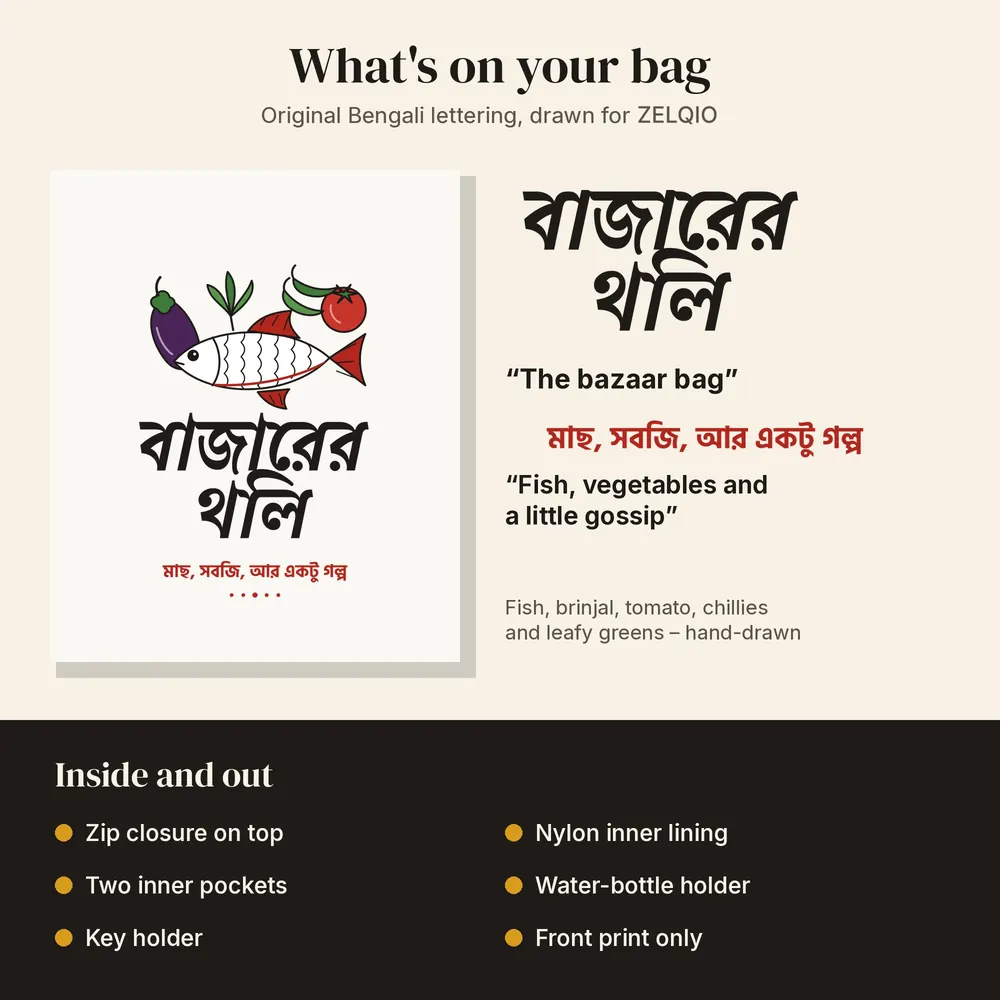 What's on your bag
Original Bengali lettering, drawn for ZELQIO
বাজারের
থলি
মাছ, সবজি, আর একটু গল্প
বাজারের
থলি
“The bazaar bag”
মাছ, সবজি, আর একটু গল্প
“Fish, vegetables and
a little gossip”
Fish, brinjal, tomato, chillies
and leafy greens – hand-drawn
Inside and out
Zip closure on top
Nylon inner lining
Two inner pockets
Water-bottle holder
Key holder
Front print only